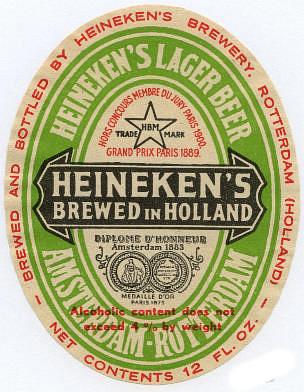 BREWED AND BOTTLED BY HEINEKEN'S BREWERY, ROTTERDAM (HOLLAND)
HEINEKEN'S LAGER BEER
HORS CONCOURS MEMBRE DU JURY PARIS 1900.
HBM
TRADE MARK
GRAND PRIX PARIS 1889.
HEINEKEN'S
BREWED IN HOLLAND
DIPLOME D'HONNEUR
Amsterdam 1883
MEDAILLE D'OR
PARIS 1875
Alcoholic content does not
exceed 4 % by weight
AMSTERDAM - ROTTERDAM
— NET CONTENTS 12 FL. OZ. —